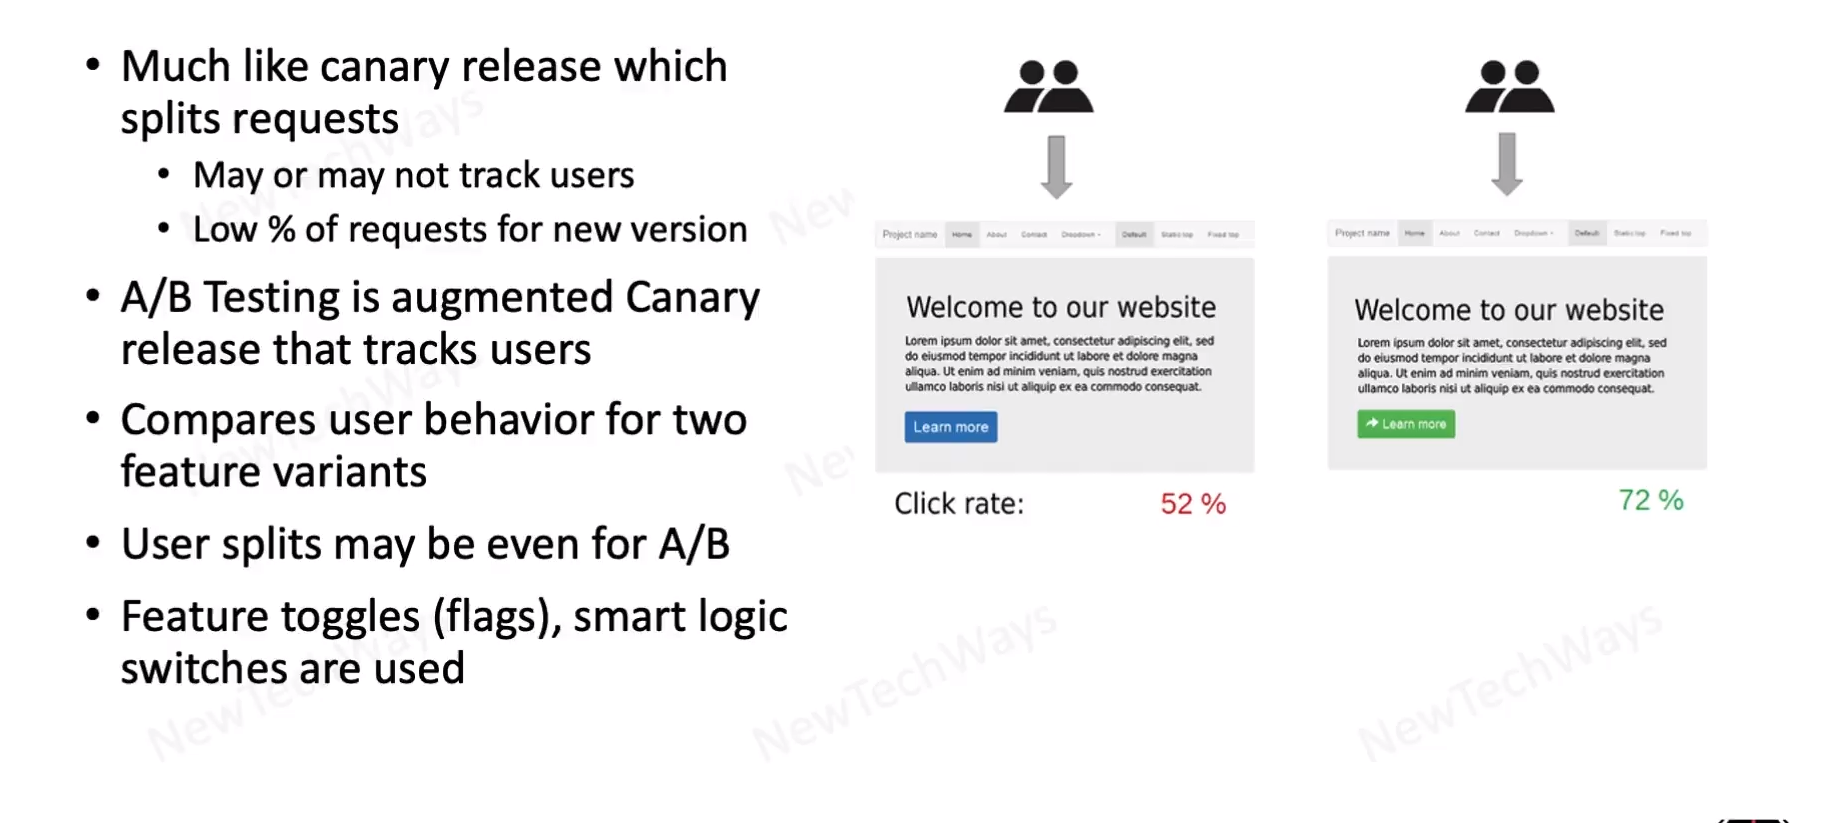 • Much like canary release which
splits requests
• May or may not track users
• Low % of requests for new version
• A/B Testing is augmented Canary
release that tracks users
• Compares user behavior for two
feature variants
• User splits may be even for A/B
• Feature toggles (flags), smart logic
switches are used
Project name Home About Contact Dropdown Default Static top Fixed top
Welcome to our website
Lorem ipsum dolor sit amet, consectetur adipiscing elit, sed
do eiusmod tempor incididunt ut labore et dolore magna
aliqua. Ut enim ad minim veniam, quis nostrud exercitation
ullamco laboris nisi ut aliquip ex ea commodo consequat.
Learn more
Click rate: 52 %
Project name Home About Contact Dropdown Default Static top Fixed top
Welcome to our website
Lorem ipsum dolor sit amet, consectetur adipiscing elit, sed
do eiusmod tempor incididunt ut labore et dolore magna
aliqua. Ut enim ad minim veniam, quis nostrud exercitation
ullamco laboris nisi ut aliquip ex ea commodo consequat.
Learn more
72 %
NewTechWays
NewTechWays
NewTechWays
NewTechWays
NewTechWays
New
New